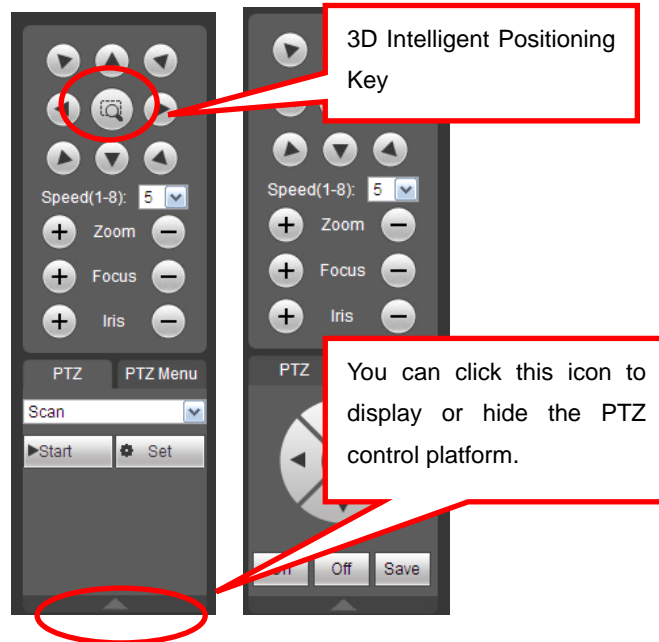 3D Intelligent Positioning
Key
Speed(1-8): 5
Zoom
Focus
Iris
PTZ PTZ Menu
Scan
Start Set
Speed(1-8): 5
Zoom
Focus
Iris
PTZ
You can click this icon to
display or hide the PTZ
control platform.
Off Save